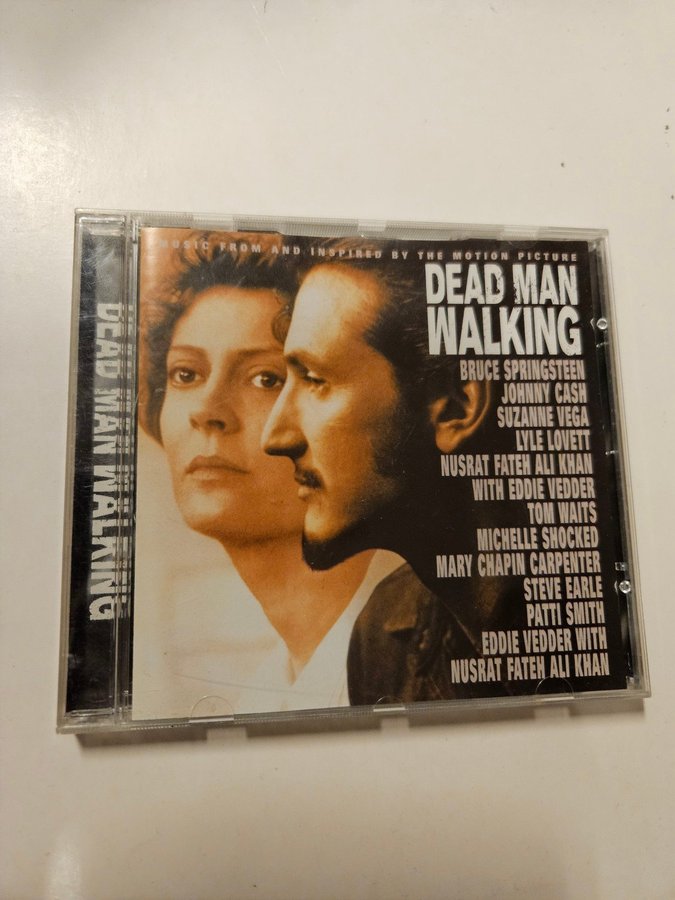 DEAD MAN WALKING
MUSIC FROM AND INSPIRED BY THE MOTION PICTURE
DEAD MAN
WALKING
BRUCE SPRINGSTEEN
JOHNNY CASH
SUZANNE VEGA
LYLE LOVETT
NUSRAT FATEH ALI KHAN
WITH EDDIE VEDDER
TOM WAITS
MICHELLE SHOCKED
MARY CHAPIN CARPENTER
STEVE EARLE
PATTI SMITH
EDDIE VEDDER WITH
NUSRAT FATEH ALI KHAN